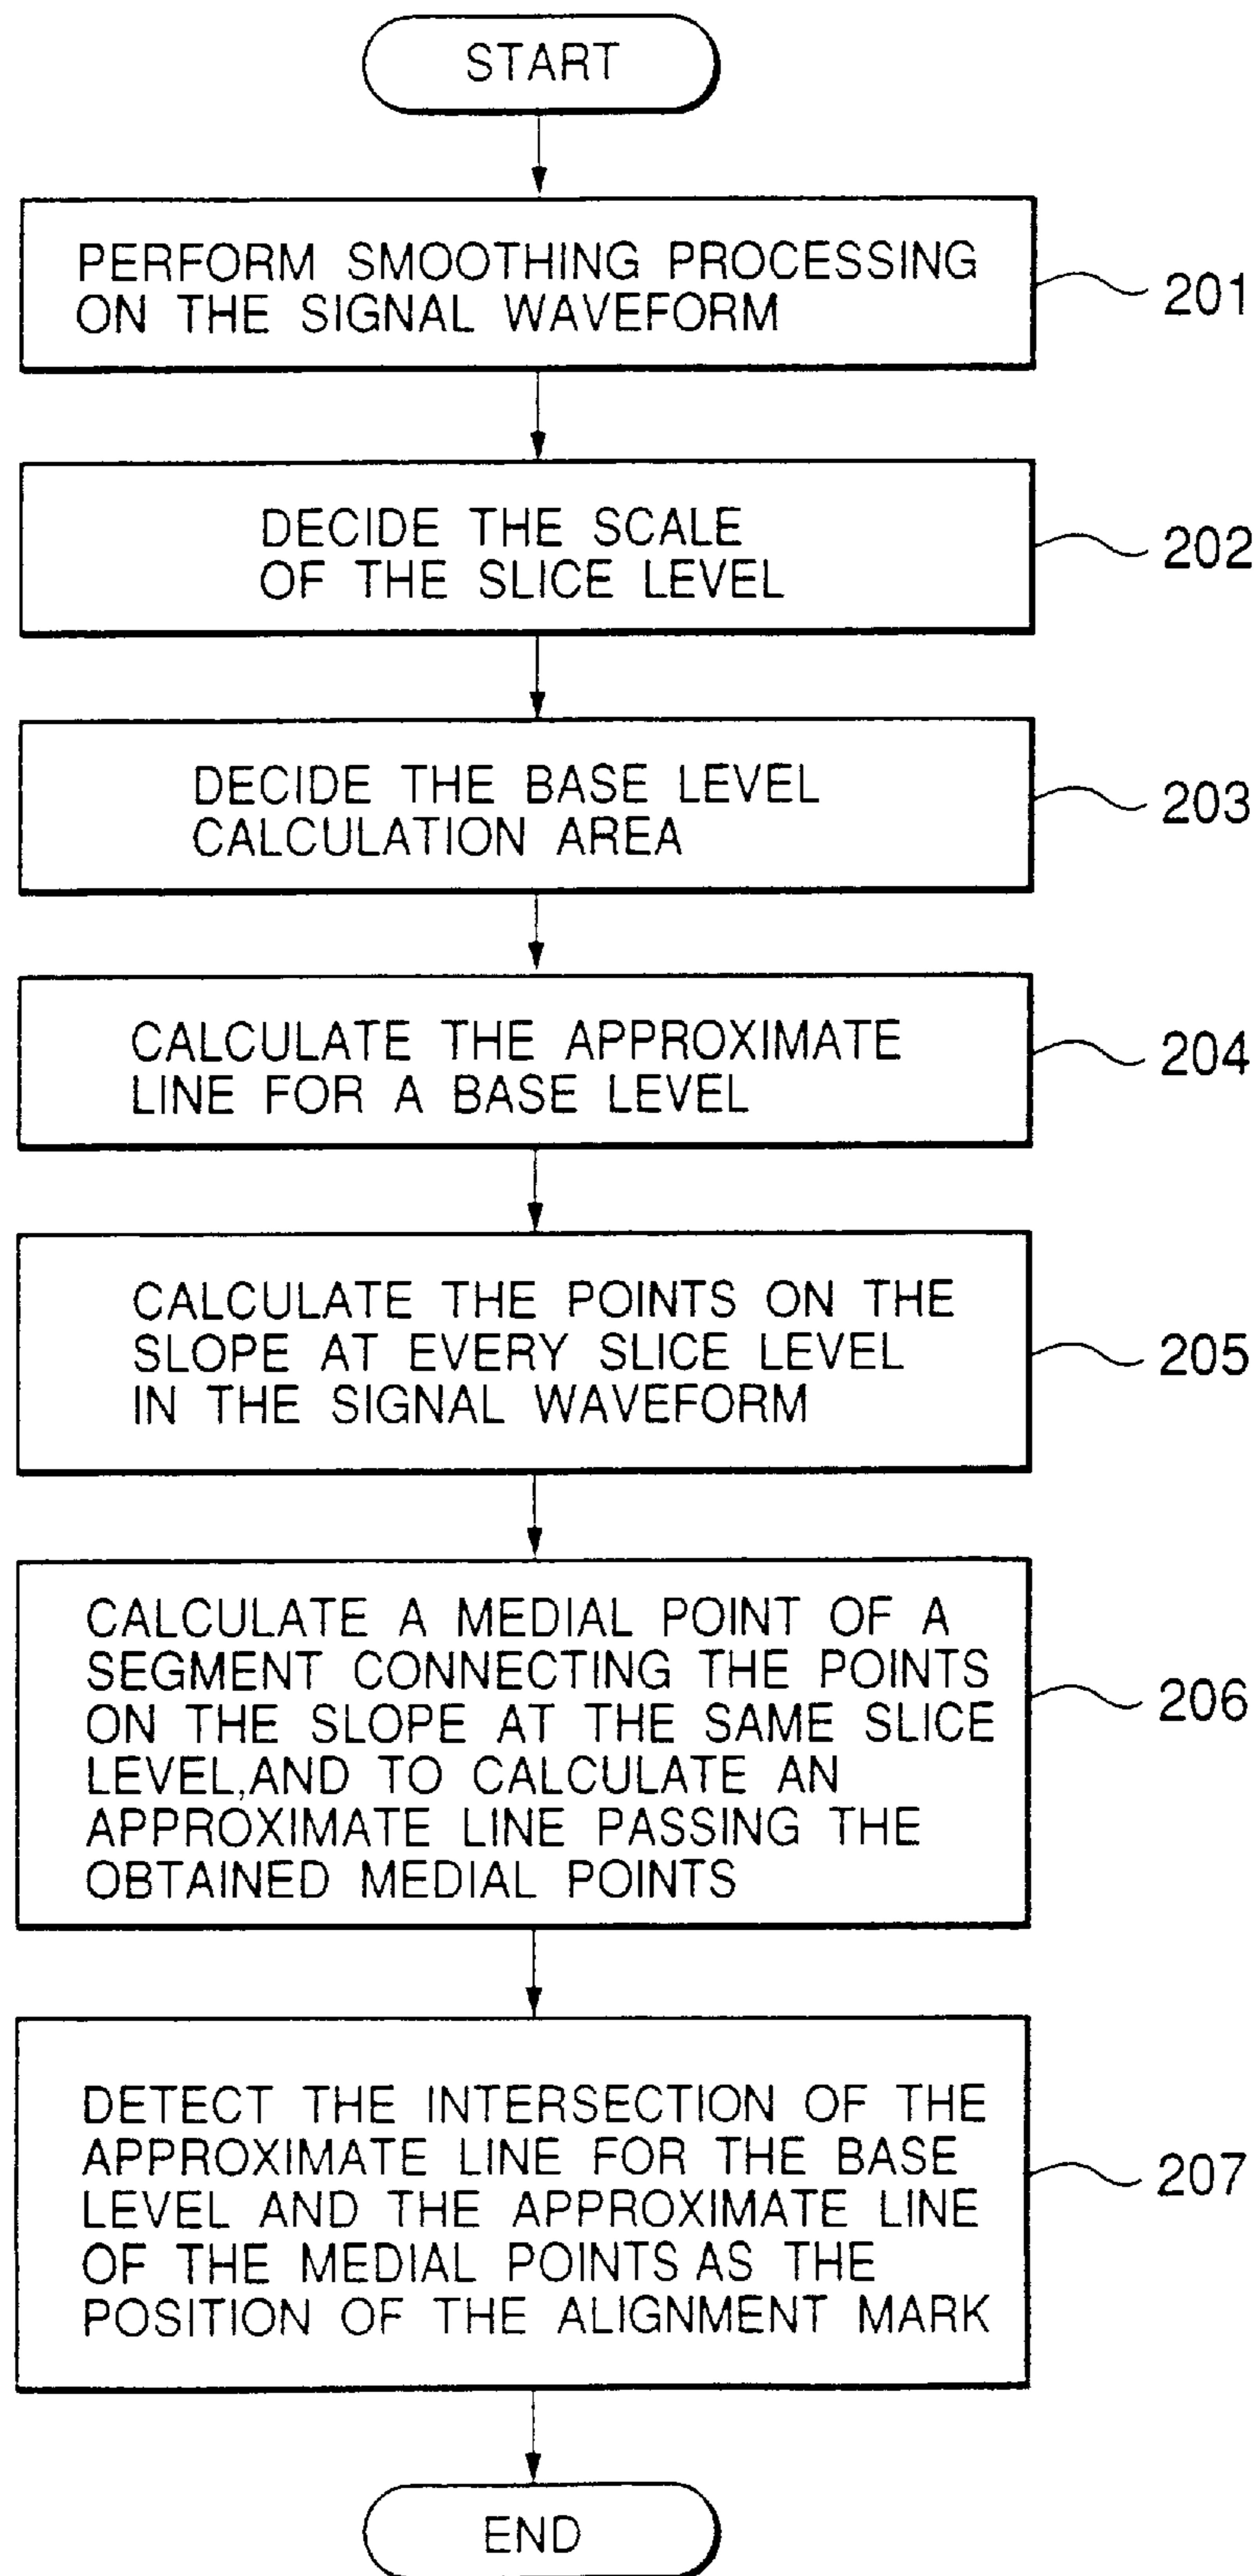 START
PERFORM SMOOTHING PROCESSING
ON THE SIGNAL WAVEFORM
201
DECIDE THE SCALE
OF THE SLICE LEVEL
202
DECIDE THE BASE LEVEL
CALCULATION AREA
203
CALCULATE THE APPROXIMATE
LINE FOR A BASE LEVEL
204
CALCULATE THE POINTS ON THE
SLOPE AT EVERY SLICE LEVEL
IN THE SIGNAL WAVEFORM
205
CALCULATE A MEDIAL POINT OF A
SEGMENT CONNECTING THE POINTS
ON THE SLOPE AT THE SAME SLICE
LEVEL,AND TO CALCULATE AN
APPROXIMATE LINE PASSING THE
OBTAINED MEDIAL POINTS
206
DETECT THE INTERSECTION OF THE
APPROXIMATE LINE FOR THE BASE
LEVEL AND THE APPROXIMATE LINE
OF THE MEDIAL POINTS AS THE
POSITION OF THE ALIGNMENT MARK
207
END